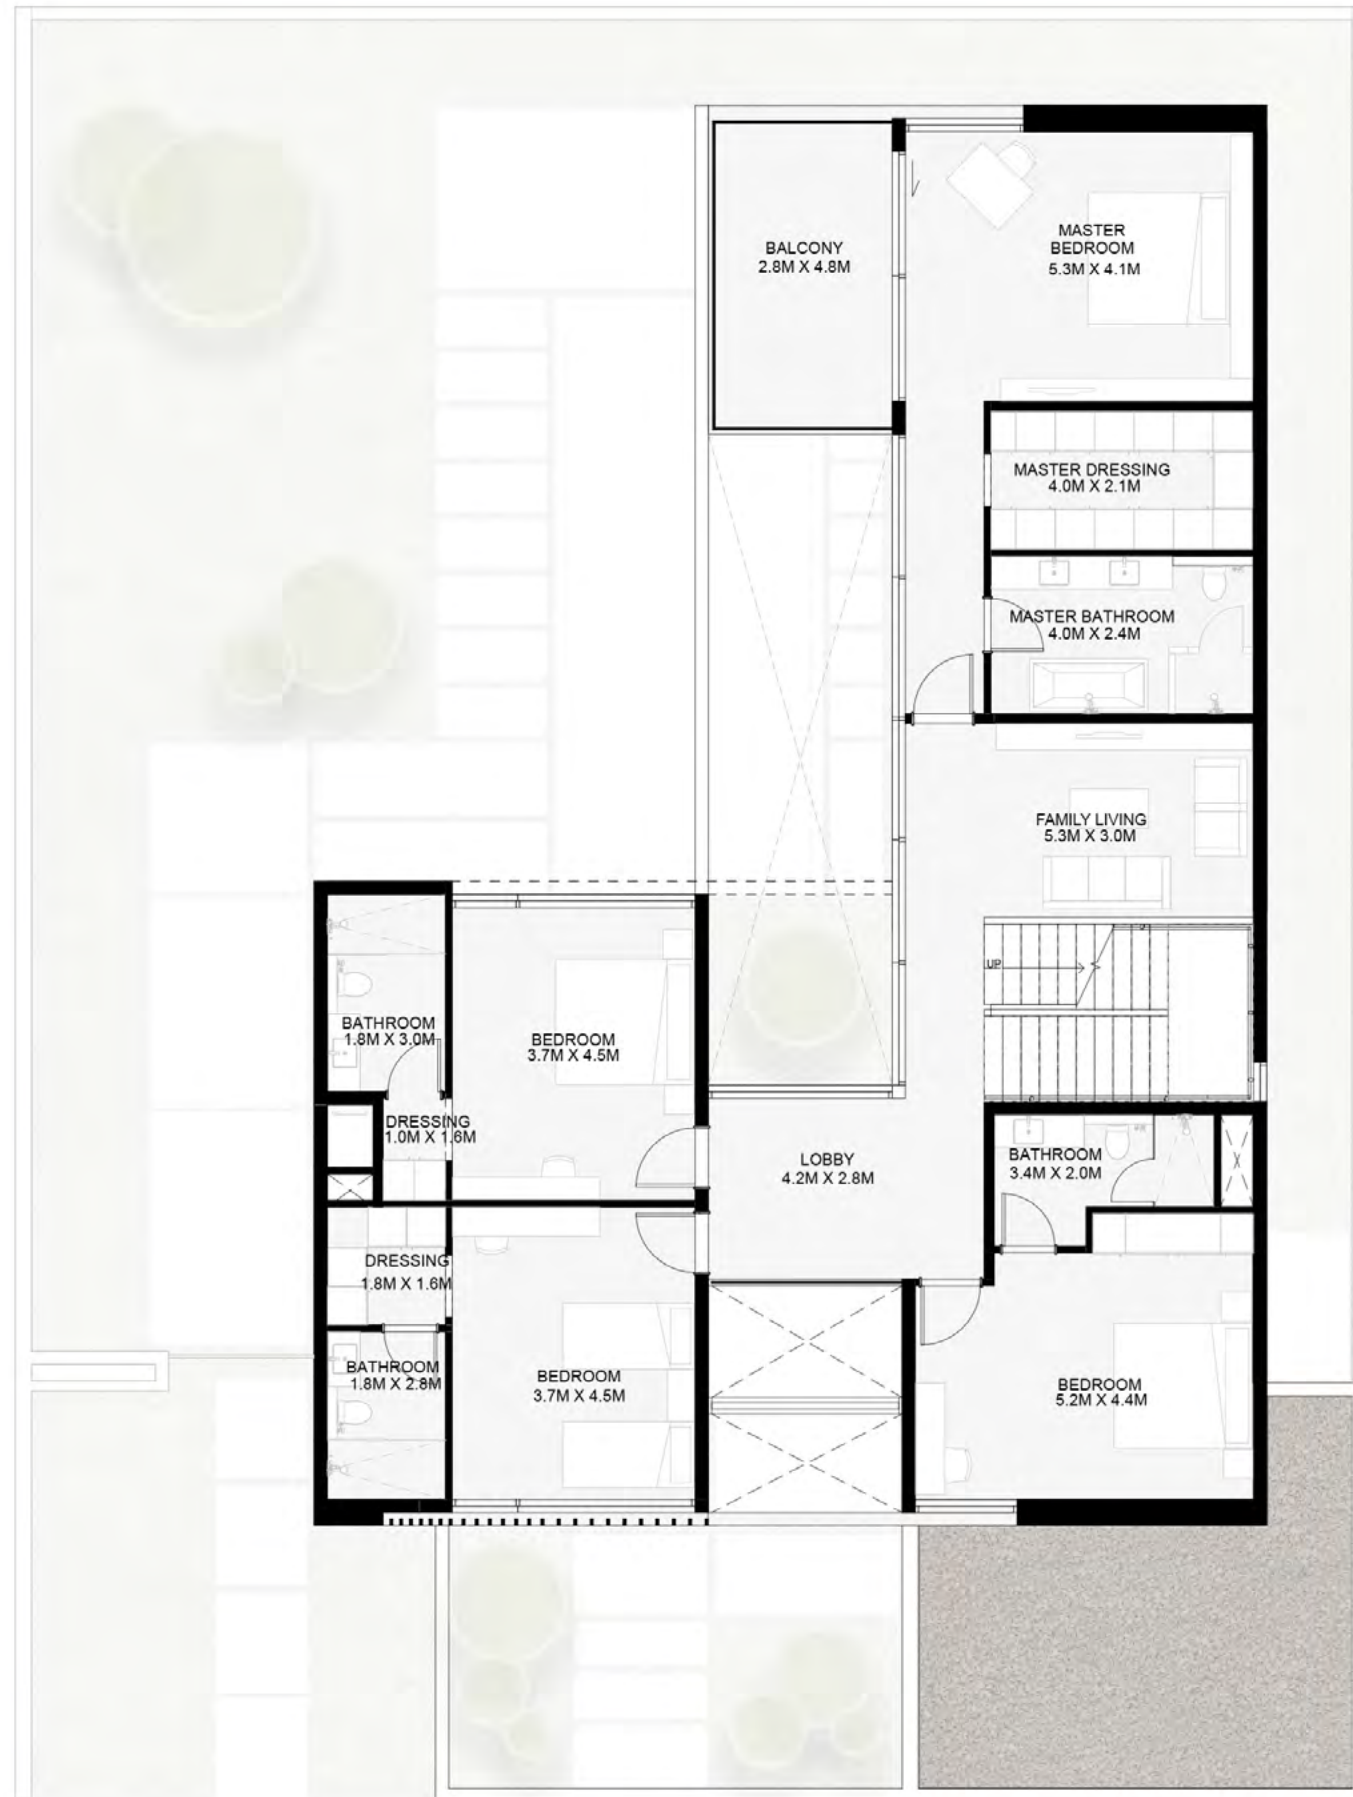 BALCONY
2.8M X 4.8M
MASTER
BEDROOM
5.3M X 4.1M
MASTER DRESSING
4.0M X 2.1M
MASTER BATHROOM
4.0M X 2.4M
FAMILY LIVING
5.3M X 3.0M
UP
BATHROOM
1.8M X 3.0M
BEDROOM
3.7M X 4.5M
DRESSING
1.0M X 1.6M
LOBBY
4.2M X 2.8M
BATHROOM
3.4M X 2.0M
DRESSING
1.8M X 1.6M
BATHROOM
1.8M X 2.8M
BEDROOM
3.7M X 4.5M
BEDROOM
5.2M X 4.4M